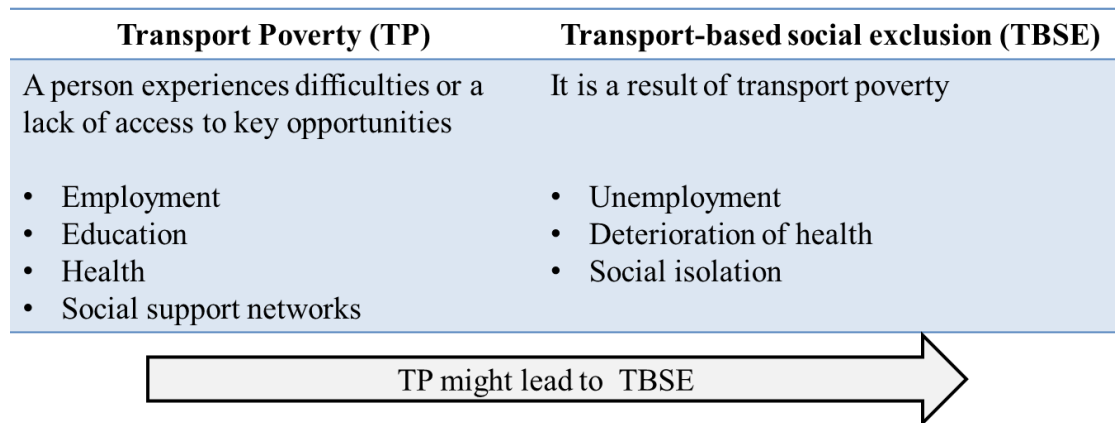 Transport Poverty (TP)
Transport-based social exclusion (TBSE)
A person experiences difficulties or a
lack of access to key opportunities
• Employment
• Education
• Health
• Social support networks
It is a result of transport poverty
• Unemployment
• Deterioration of health
• Social isolation
TP might lead to TBSE